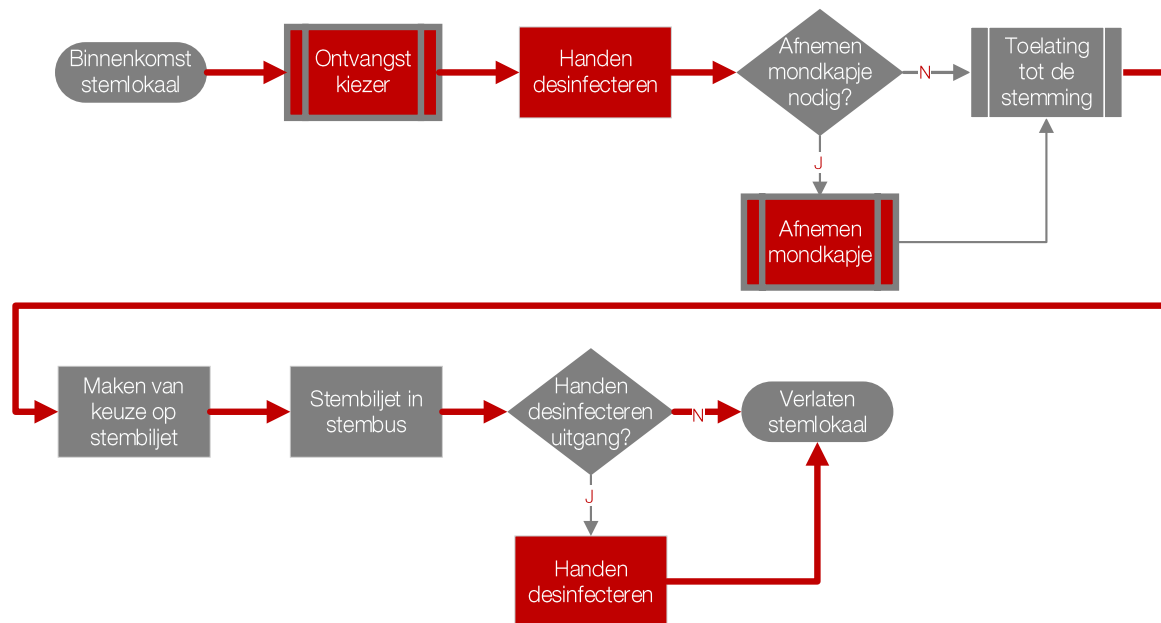 Binnenkomst
stemlokaal
Ontvangst
kiezer
Handen
desinfecteren
Afnemen
mondkapje
nodig?
N
Toelating
tot de
stemming
J
Afnemen
mondkapje
Maken van
keuze op
stembiljet
Stembiljet in
stembus
Handen
desinfecteren
uitgang?
N
Verlaten
stemlokaal
J
Handen
desinfecteren